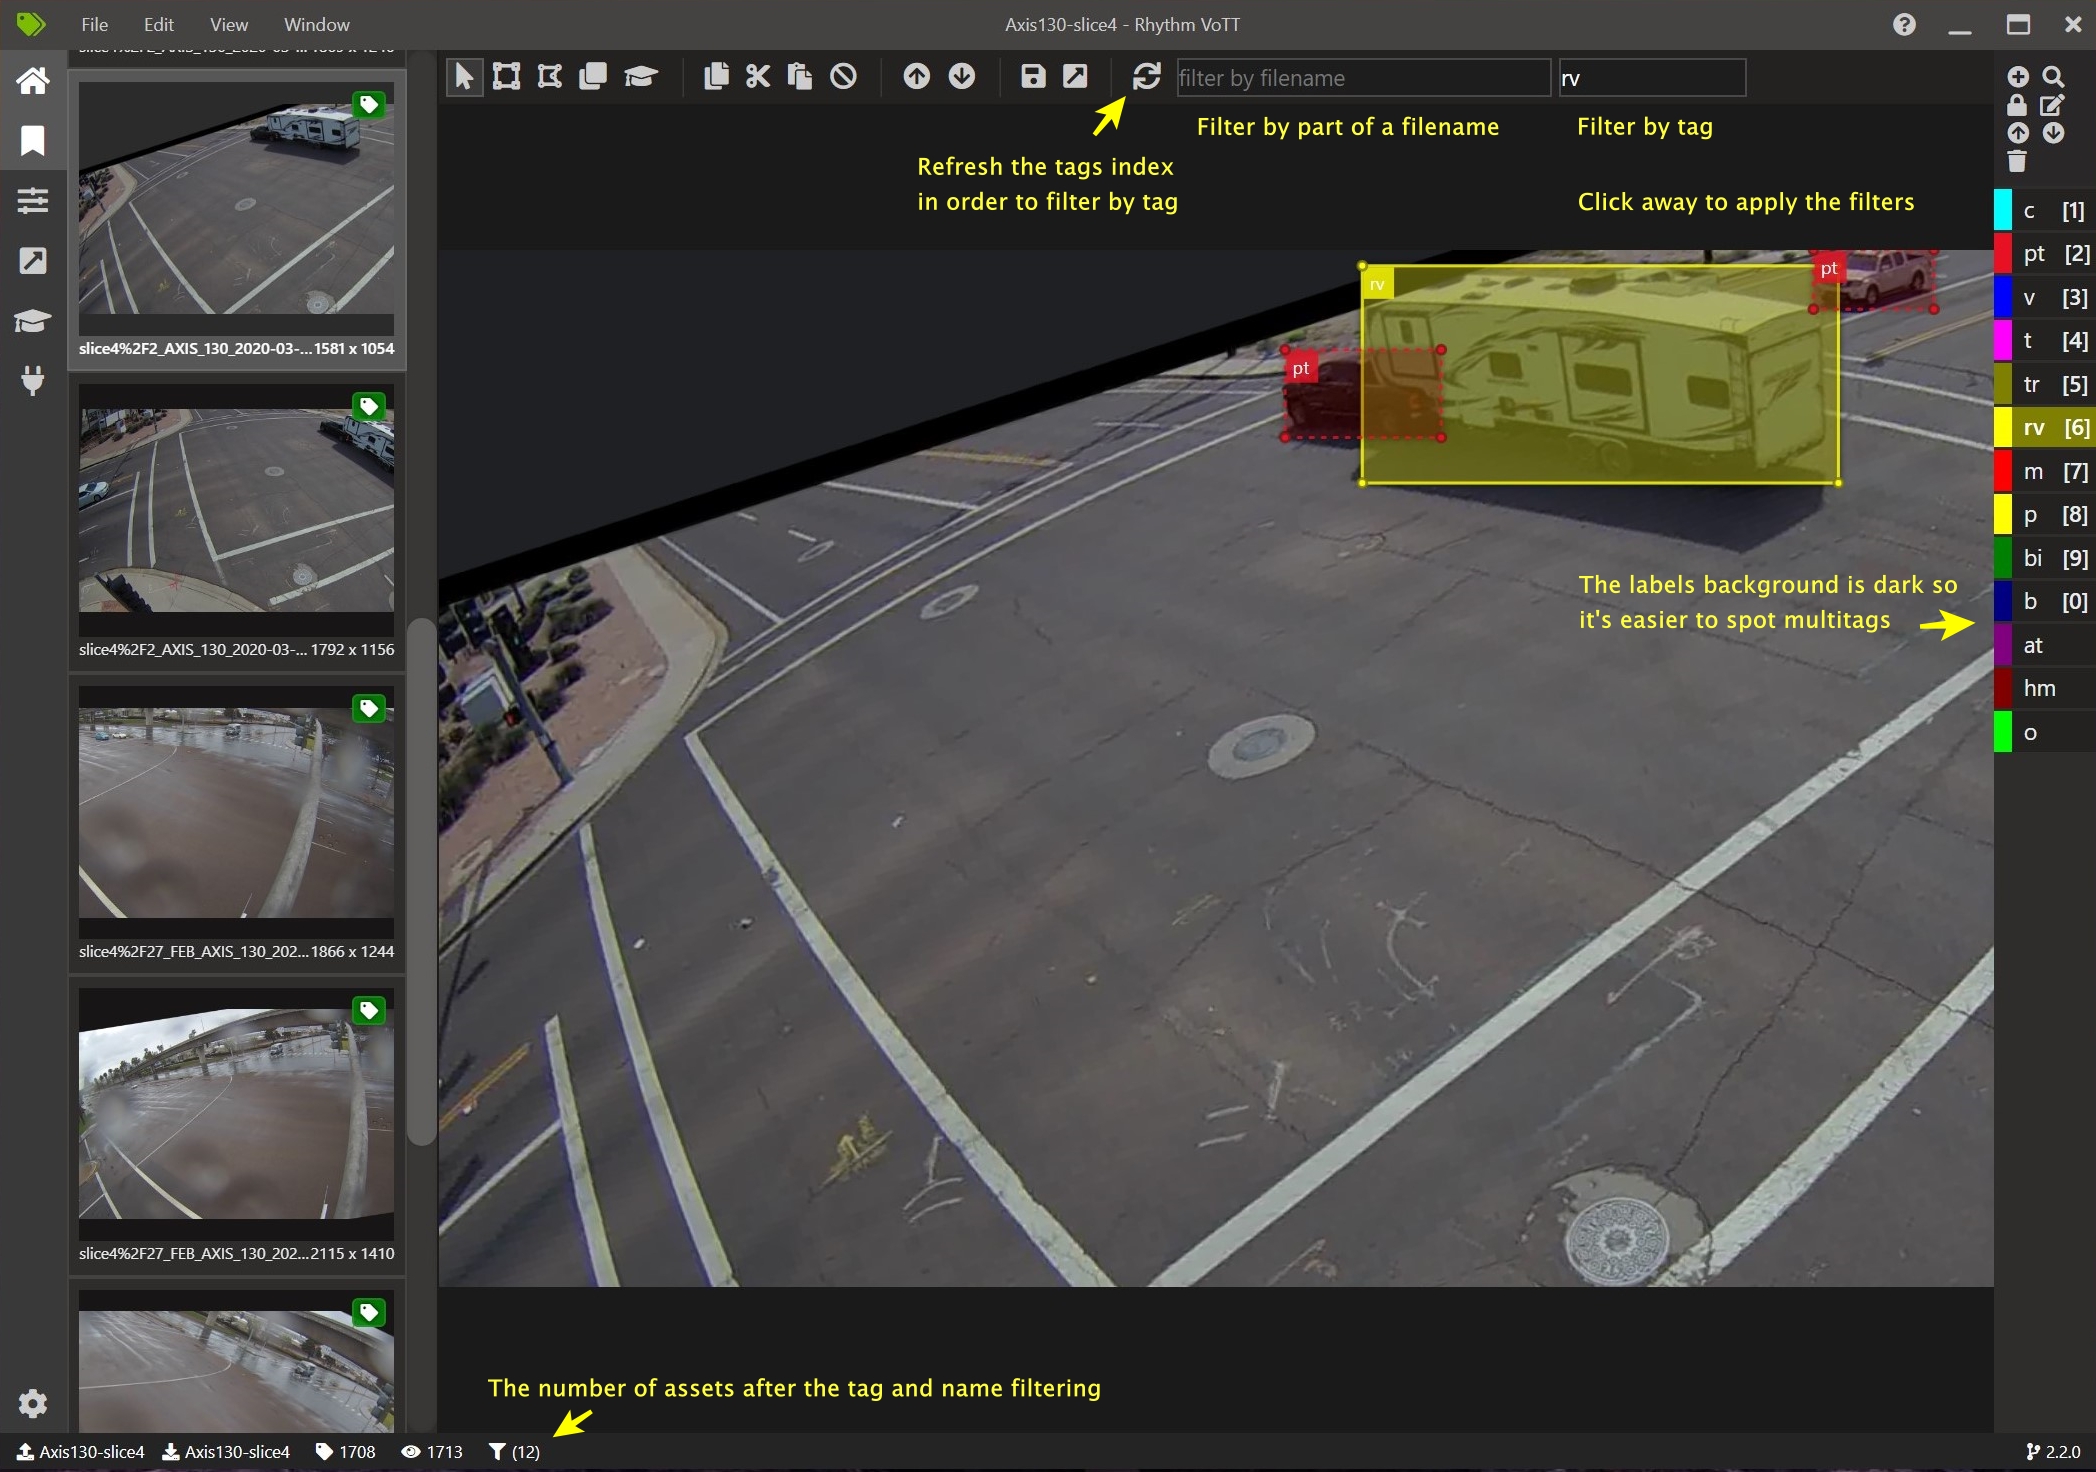 File Edit View Window
Axis130-slice4 - Rhythm VoTT
filter by filename
rv
Filter by part of a filename
Filter by tag
Refresh the tags index
in order to filter by tag
Click away to apply the filters
slice4%2F2_AXIS_130_2020-03-... 1581 x 1054
slice4%2F2_AXIS_130_2020-03-... 1792 x 1156
slice4%2F27_FEB_AXIS_130_202... 1866 x 1244
slice4%2F27_FEB_AXIS_130_202... 2115 x 1410
rv
pt
pt
c [1]
pt [2]
v [3]
t [4]
tr [5]
rv [6]
m [7]
p [8]
bi [9]
b [0]
at
hm
o
The labels background is dark so
it's easier to spot multitags
The number of assets after the tag and name filtering
Axis130-slice4 Axis130-slice4 1708 1713 (12)
2.2.0